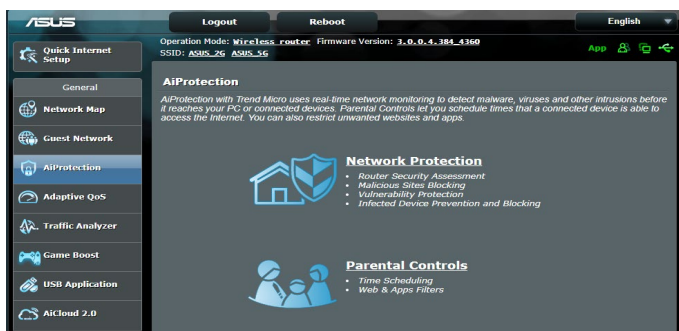 ASUS
Logout
Reboot
English
Quick Internet
Setup
Operation Mode: Wireless router Firmware Version: 3.0.0.4.384_4360
SSID: ASUS_2G ASUS_5G
App
General
Network Map
Guest Network
AiProtection
Adaptive QoS
Traffic Analyzer
Game Boost
USB Application
AiCloud 2.0
AiProtection
AiProtection with Trend Micro uses real-time network monitoring to detect malware, viruses and other intrusions before
it reaches your PC or connected devices. Parental Controls let you schedule times that a connected device is able to
access the Internet. You can also restrict unwanted websites and apps.
Network Protection
• Router Security Assessment
• Malicious Sites Blocking
• Vulnerability Protection
• Infected Device Prevention and Blocking
Parental Controls
• Time Scheduling
• Web & Apps Filters